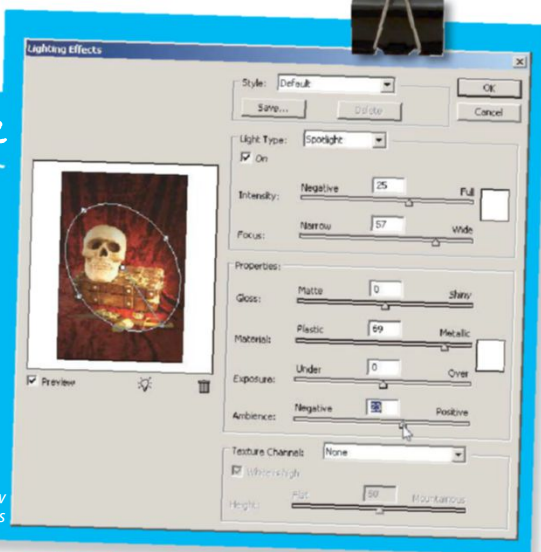 Lighting Effects
Style: Default
OK
Save...
Delete
Cancel
Light Type: Spotlight
On
Intensity: Negative 25 Full
Focus: Narrow 57 Wide
Properties:
Gloss: Matte 0 Shiny
Material: Plastic 69 Metallic
Exposure: Under 0 Over
Preview
Ambience: Negative Positive
Texture Channel: None
White is high
Height: Flat 50 Mountainous